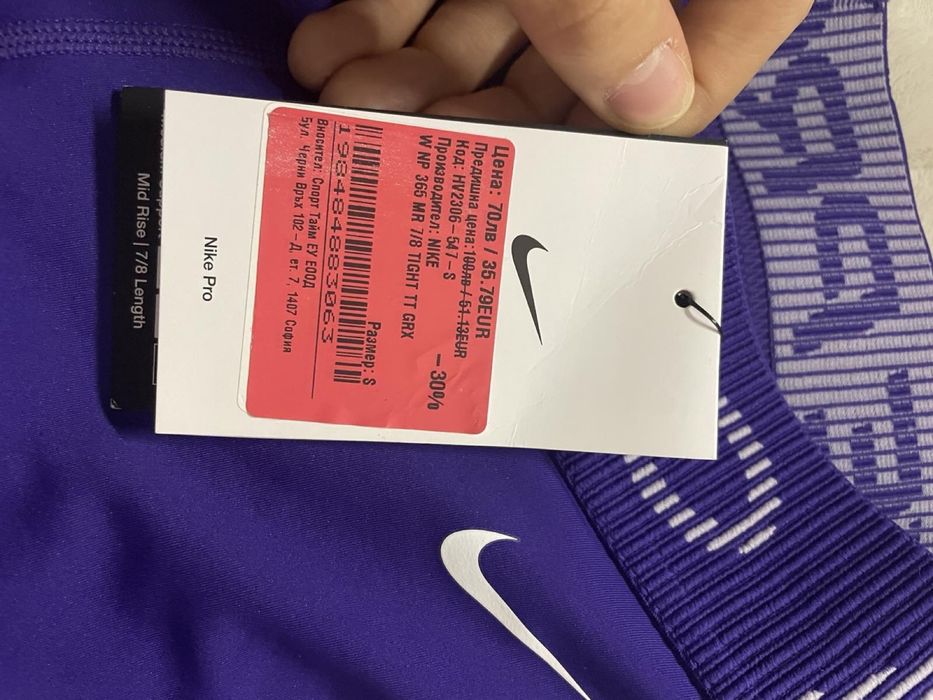 Цена: 70лв / 35.79EUR
Предишна цена: 100лв / 51.13EUR
Код: HV2306-547-S
-30%
Производител: NIKE
W NP 365 MR 7/8 TIGHT TT GRX
Размер: S
198484883063
Вносител: Спорт Тайм ЕУ ЕООД
Бул. Черни Връх 102-Д, ет. 7, 1407 София
Nike Pro
Mid Rise | 7/8 Length